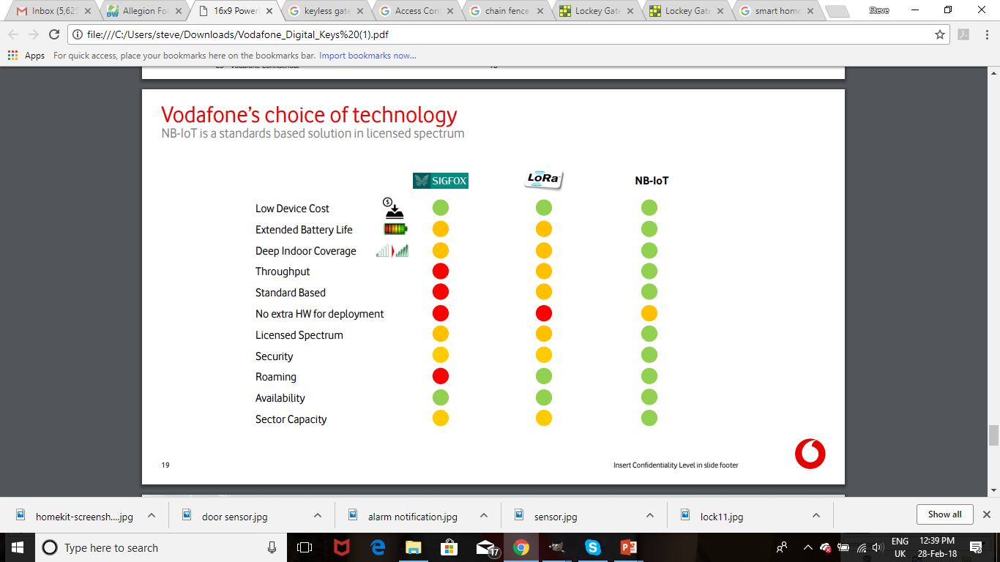 Inbox (5,625
Allegion Fo
16x9 Power
keyless gate
Access Con
chain fence
Lockey Gat
Lockey Gat
smart home
Steve
file:///C:/Users/steve/Downloads/Vodafone_Digital_Keys%20(1).pdf
Apps
For quick access, place your bookmarks here on the bookmarks bar. Import bookmarks now...
Vodafone's choice of technology
NB-IoT is a standards based solution in licensed spectrum
SIGFOX
LoRa
NB-IoT
Low Device Cost
Extended Battery Life
Deep Indoor Coverage
Throughput
Standard Based
No extra HW for deployment
Licensed Spectrum
Security
Roaming
Availability
Sector Capacity
19
Insert Confidentiality Level in slide footer
homekit-screensh....jpg
door sensor.jpg
alarm notification.jpg
sensor.jpg
lock11.jpg
Show all
Type here to search
17
ENG
UK
12:39 PM
28-Feb-18